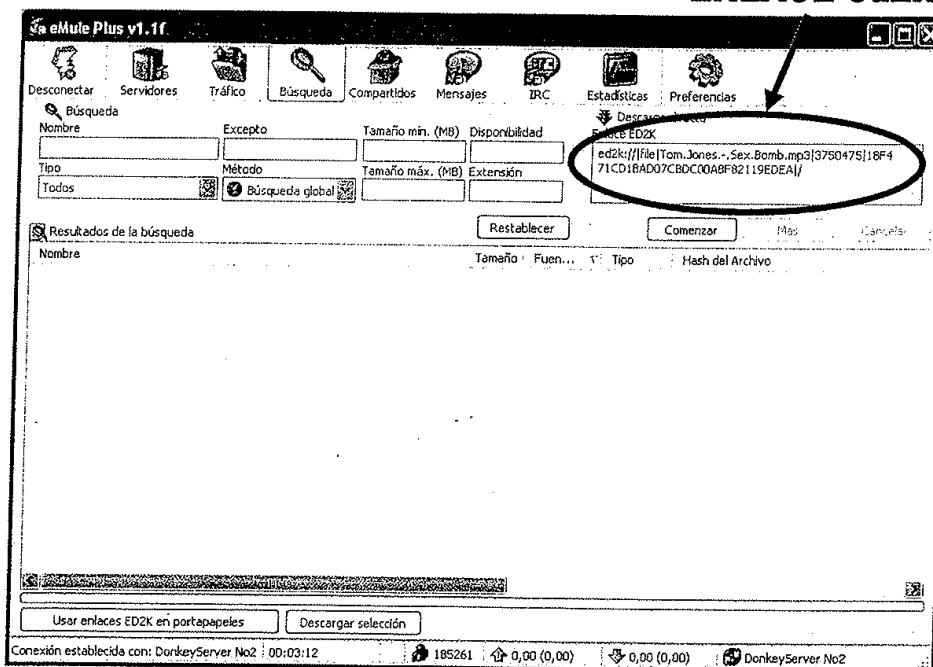 eMule Plus v1.1f
Desconectar Servidores Tráfico Búsqueda Compartidos Mensajes IRC Estadísticas Preferencias
Búsqueda
Nombre Excepto Tamaño mín. (MB) Disponibilidad
Tipo Método Tamaño máx. (MB) Extensión
Todos Búsqueda global
Enlace ED2K
ed2k://|file|Tom.Jones.-.Sex.Bomb.mp3|3750475|
Restablecer Comenzar Mas Cancelar
Resultados de la búsqueda
Nombre Tamaño Fuen... Tipo Hash del Archivo
Usar enlaces ED2K en portapapeles Descargar selección
Conexión establecida con: DonkeyServer No2 00:03:12 185261 0,00 (0,00) 0,00 (0,00) DonkeyServer No2